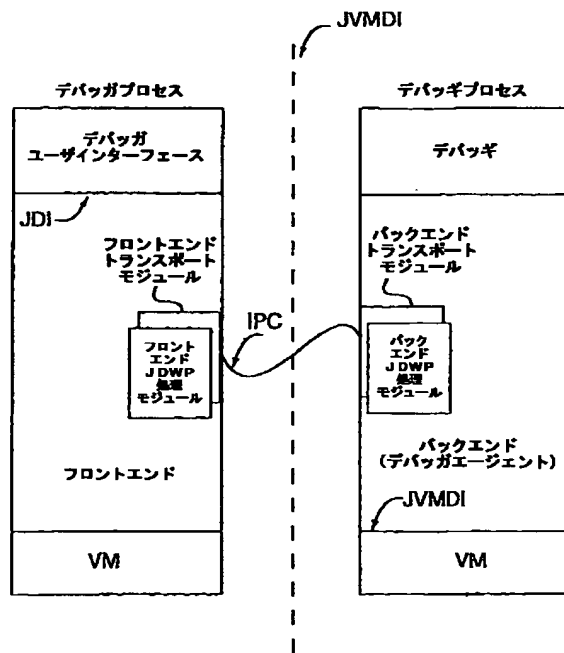 JVMDI
デバッガプロセス
デバッギプロセス
デバッガ
ユーザインターフェース
デバッギ
JDI
フロントエンド
トランスポート
モジュール
バックエンド
トランスポート
モジュール
IPC
フロント
エンド
JDWP
処理
モジュール
バック
エンド
JDWP
処理
モジュール
フロントエンド
バックエンド
(デバッガエージェント)
JVMDI
VM
VM